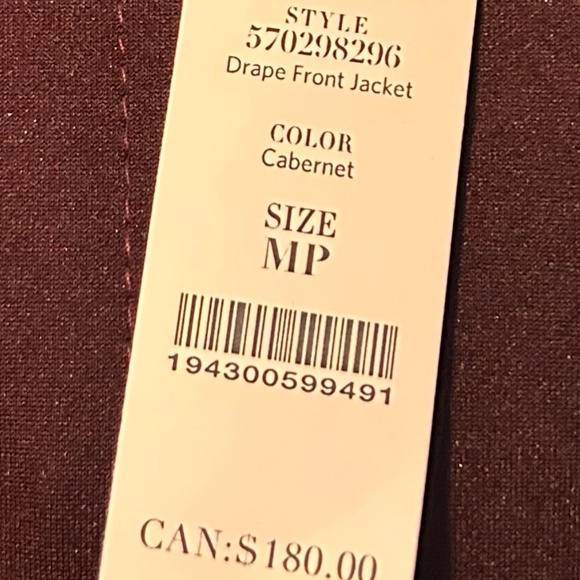 STYLE
570298296
Drape Front Jacket
COLOR
Cabernet
SIZE
MP
194300599491
CAN:$180.00